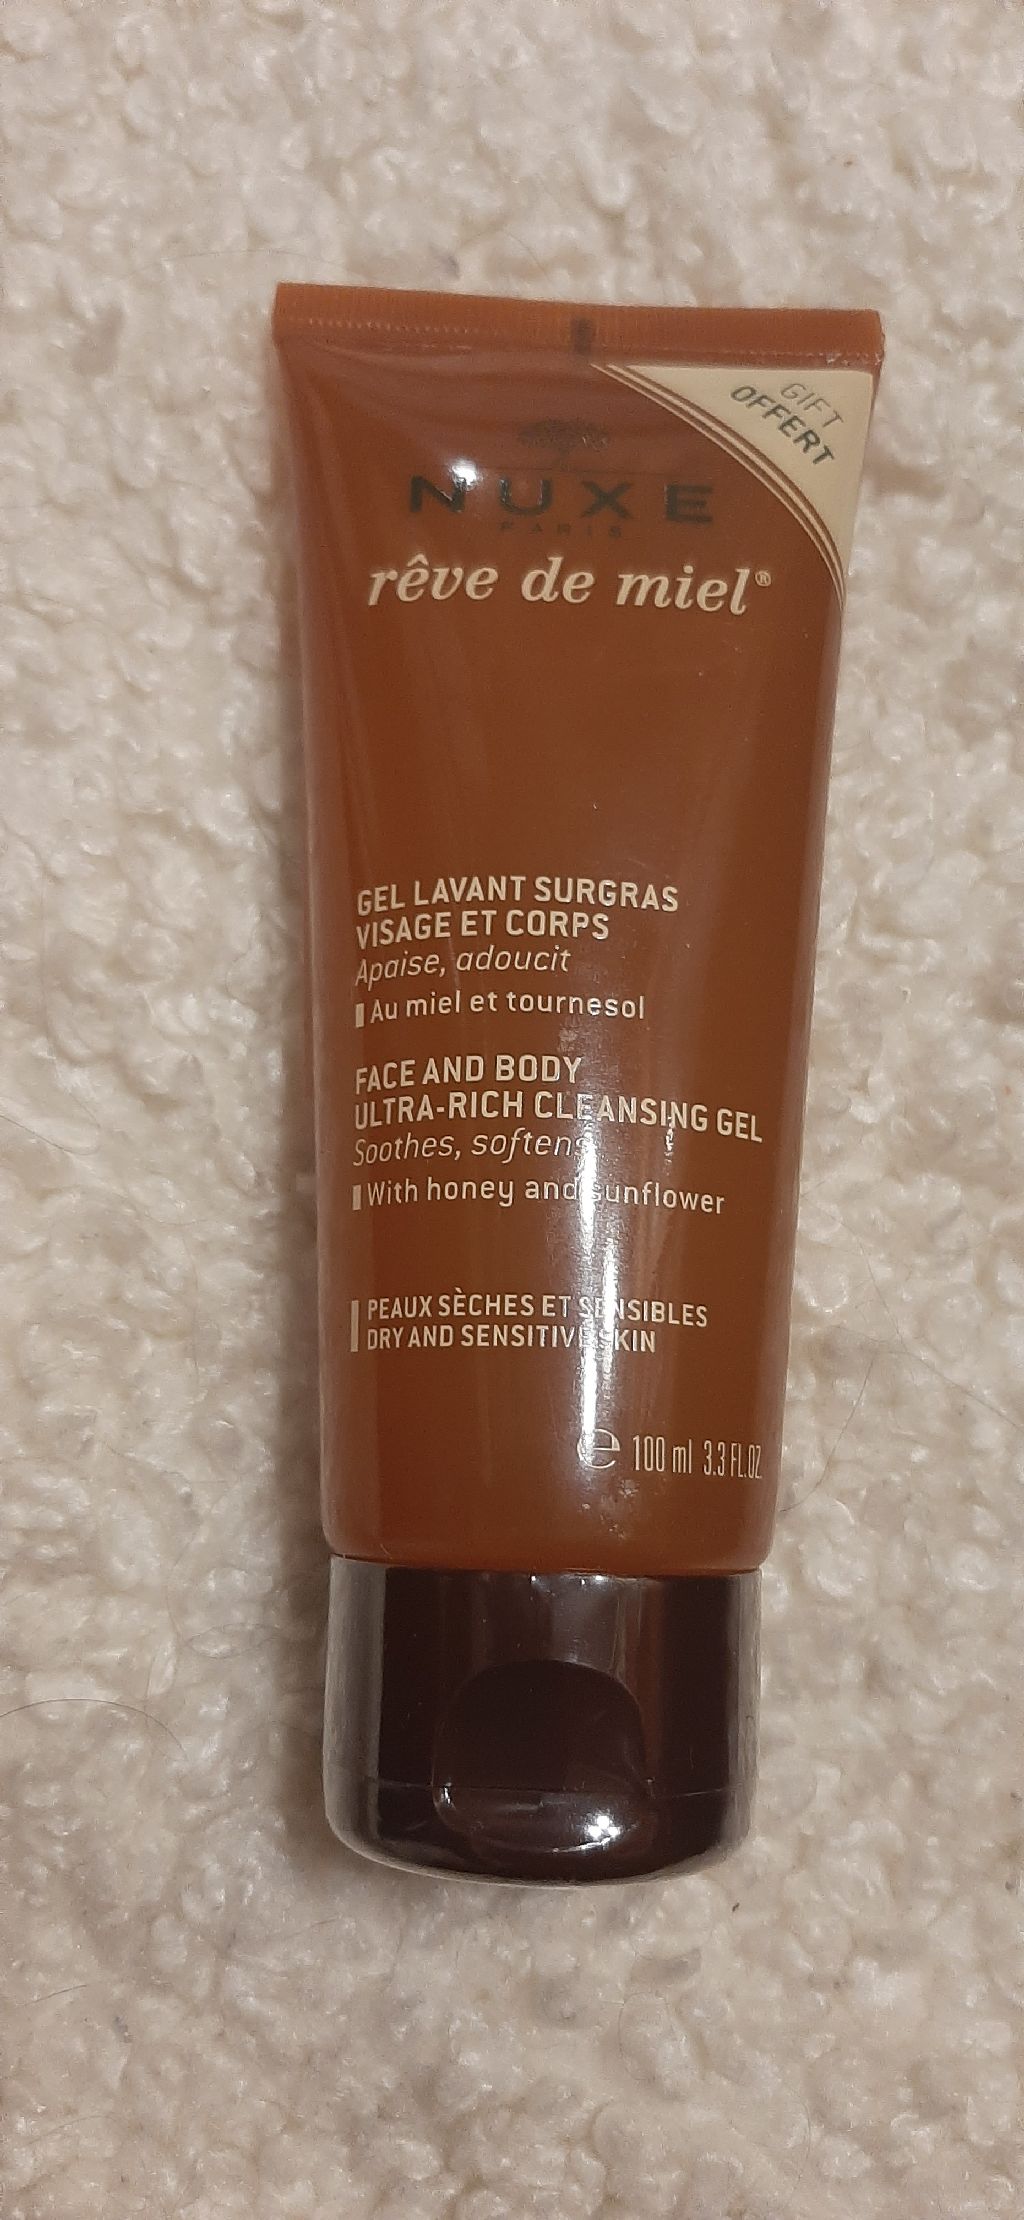 GIFT
OFFERT
NUXE
PARIS
rêve de miel®
GEL LAVANT SURGRAS
VISAGE ET CORPS
Apaise, adoucit
Au miel et tournesol
FACE AND BODY
ULTRA-RICH CLEANSING GEL
Soothes, softens
With honey and sunflower
PEAUX SÈCHES ET SENSIBLES
DRY AND SENSITIVE SKIN
e 100 ml 3.3 FL.OZ.